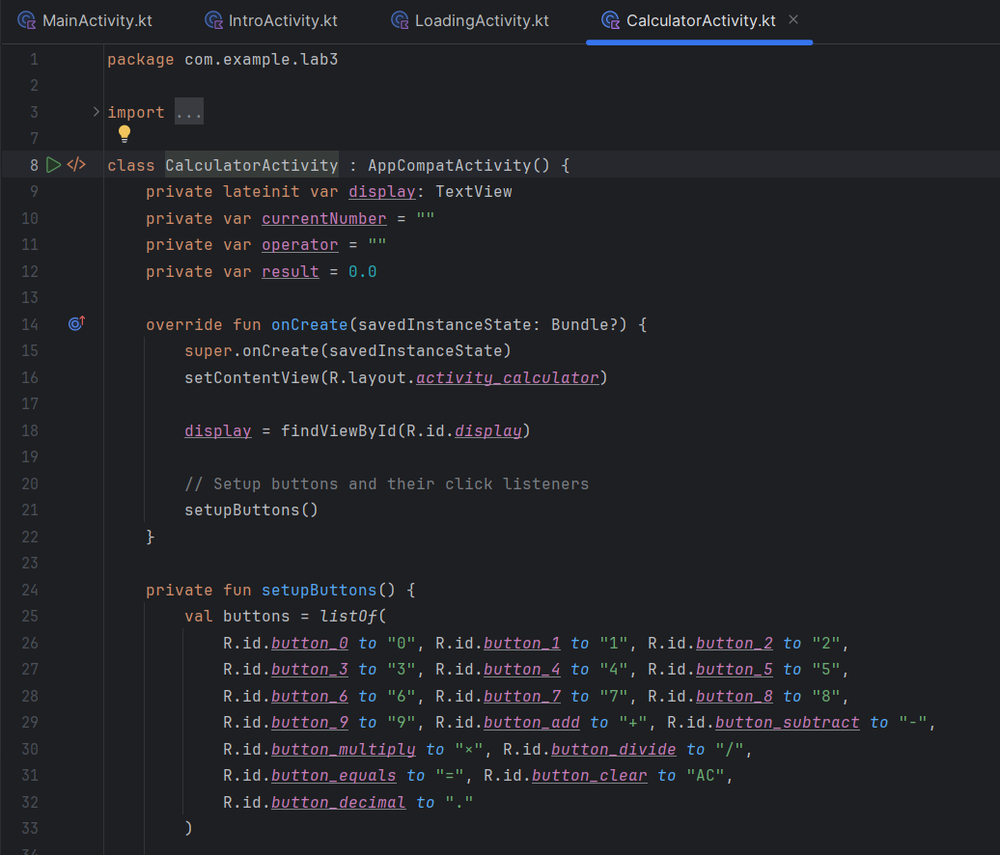 MainActivity.kt IntroActivity.kt LoadingActivity.kt CalculatorActivity.kt
1 package com.example.lab3
2
3 import ...
7
8 class CalculatorActivity : AppCompatActivity() {
9     private lateinit var display: TextView
10     private var currentNumber = ""
11     private var operator = ""
12     private var result = 0.0
13
14     override fun onCreate(savedInstanceState: Bundle?) {
15         super.onCreate(savedInstanceState)
16         setContentView(R.layout.activity_calculator)
17
18         display = findViewById(R.id.display)
19
20         // Setup buttons and their click listeners
21         setupButtons()
22     }
23
24     private fun setupButtons() {
25         val buttons = listOf(
26             R.id.button_0 to "0", R.id.button_1 to "1", R.id.button_2 to "2",
27             R.id.button_3 to "3", R.id.button_4 to "4", R.id.button_5 to "5",
28             R.id.button_6 to "6", R.id.button_7 to "7", R.id.button_8 to "8",
29             R.id.button_9 to "9", R.id.button_add to "+", R.id.button_subtract to "-",
30             R.id.button_multiply to "×", R.id.button_divide to "/",
31             R.id.button_equals to "=", R.id.button_clear to "AC",
32             R.id.button_decimal to "."
33         )